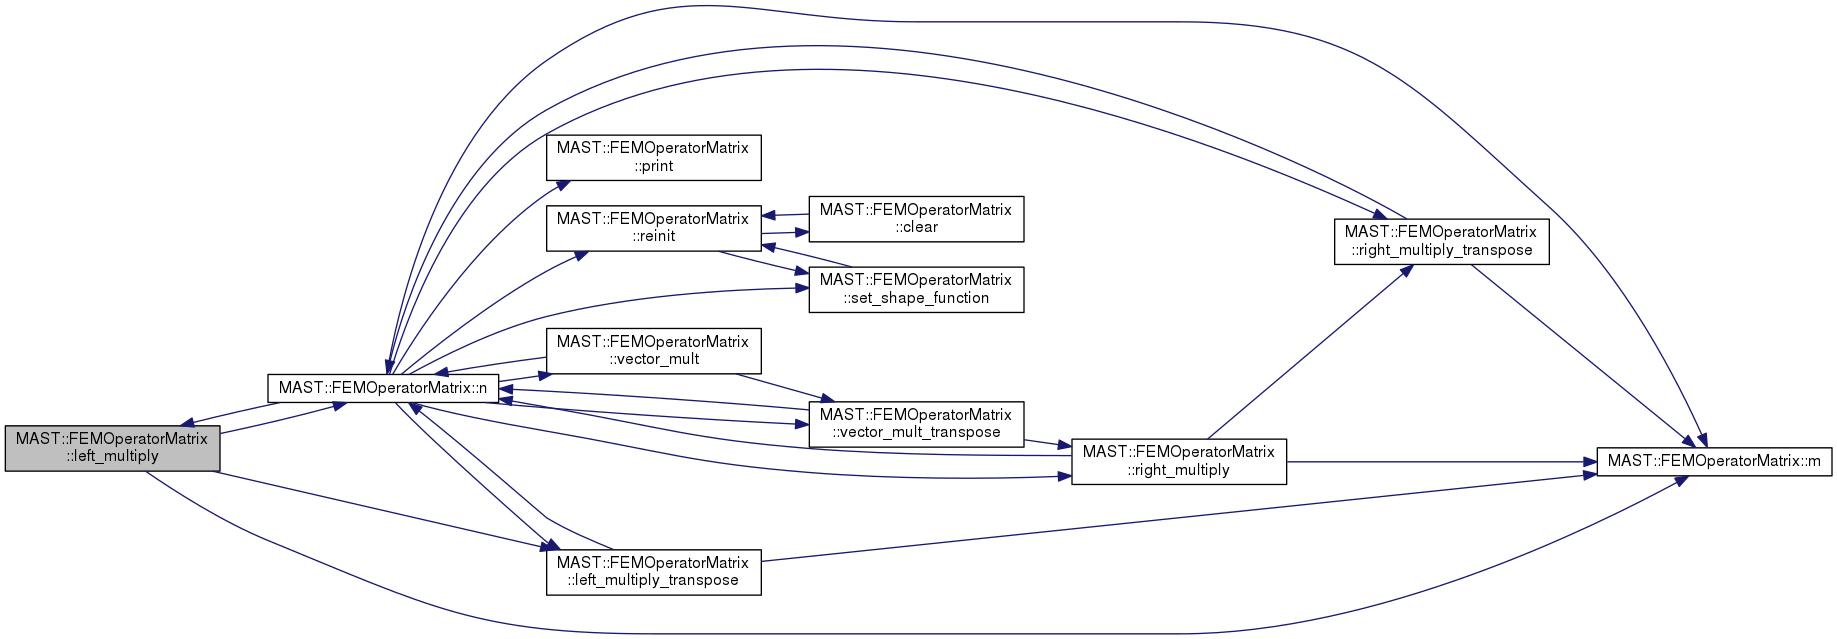 MAST::FEMOperatorMatrix
::left_multiply
MAST::FEMOperatorMatrix::n
MAST::FEMOperatorMatrix
::print
MAST::FEMOperatorMatrix
::reinit
MAST::FEMOperatorMatrix
::clear
MAST::FEMOperatorMatrix
::set_shape_function
MAST::FEMOperatorMatrix
::vector_mult
MAST::FEMOperatorMatrix
::vector_mult_transpose
MAST::FEMOperatorMatrix
::right_multiply
MAST::FEMOperatorMatrix
::right_multiply_transpose
MAST::FEMOperatorMatrix::m
MAST::FEMOperatorMatrix
::left_multiply_transpose